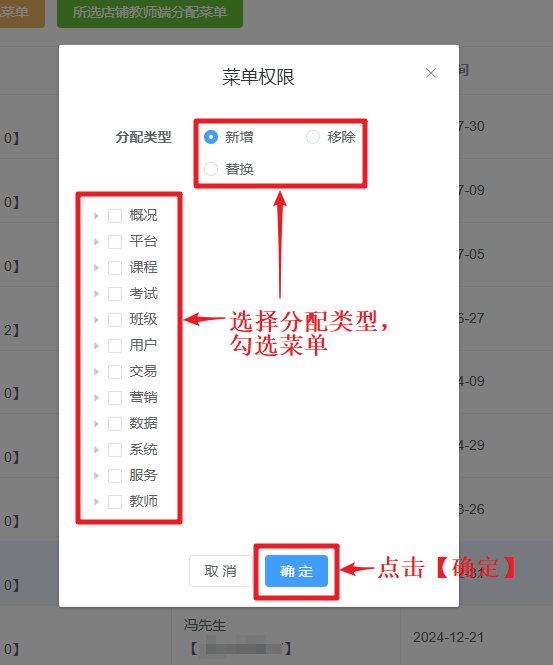 菜单
所选店铺教师端分配菜单
菜单权限
间
分配类型
新增
移除
替换
0】
7-30
概况
平台
课程
考试
班级
用户
交易
营销
数据
系统
服务
教师
0】
7-09
0】
7-05
选择分配类型，
勾选菜单
2】
6-27
0】
4-09
0】
4-29
0】
3-26
取 消
确 定
点击【确定】
0】
2-31
冯先生
【
】
0】
2024-12-21